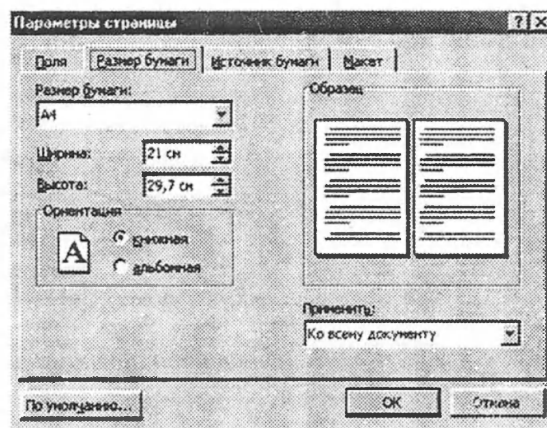 Параметры страницы
Поля Размер бумаги Источник бумаги Макет
Размер бумаги:
A4
Ширина: 21 см
Высота: 29,7 см
Ориентация
A книжная
альбомная
Образец
Применить:
Ко всему документу
По умолчанию... ОК Отмена